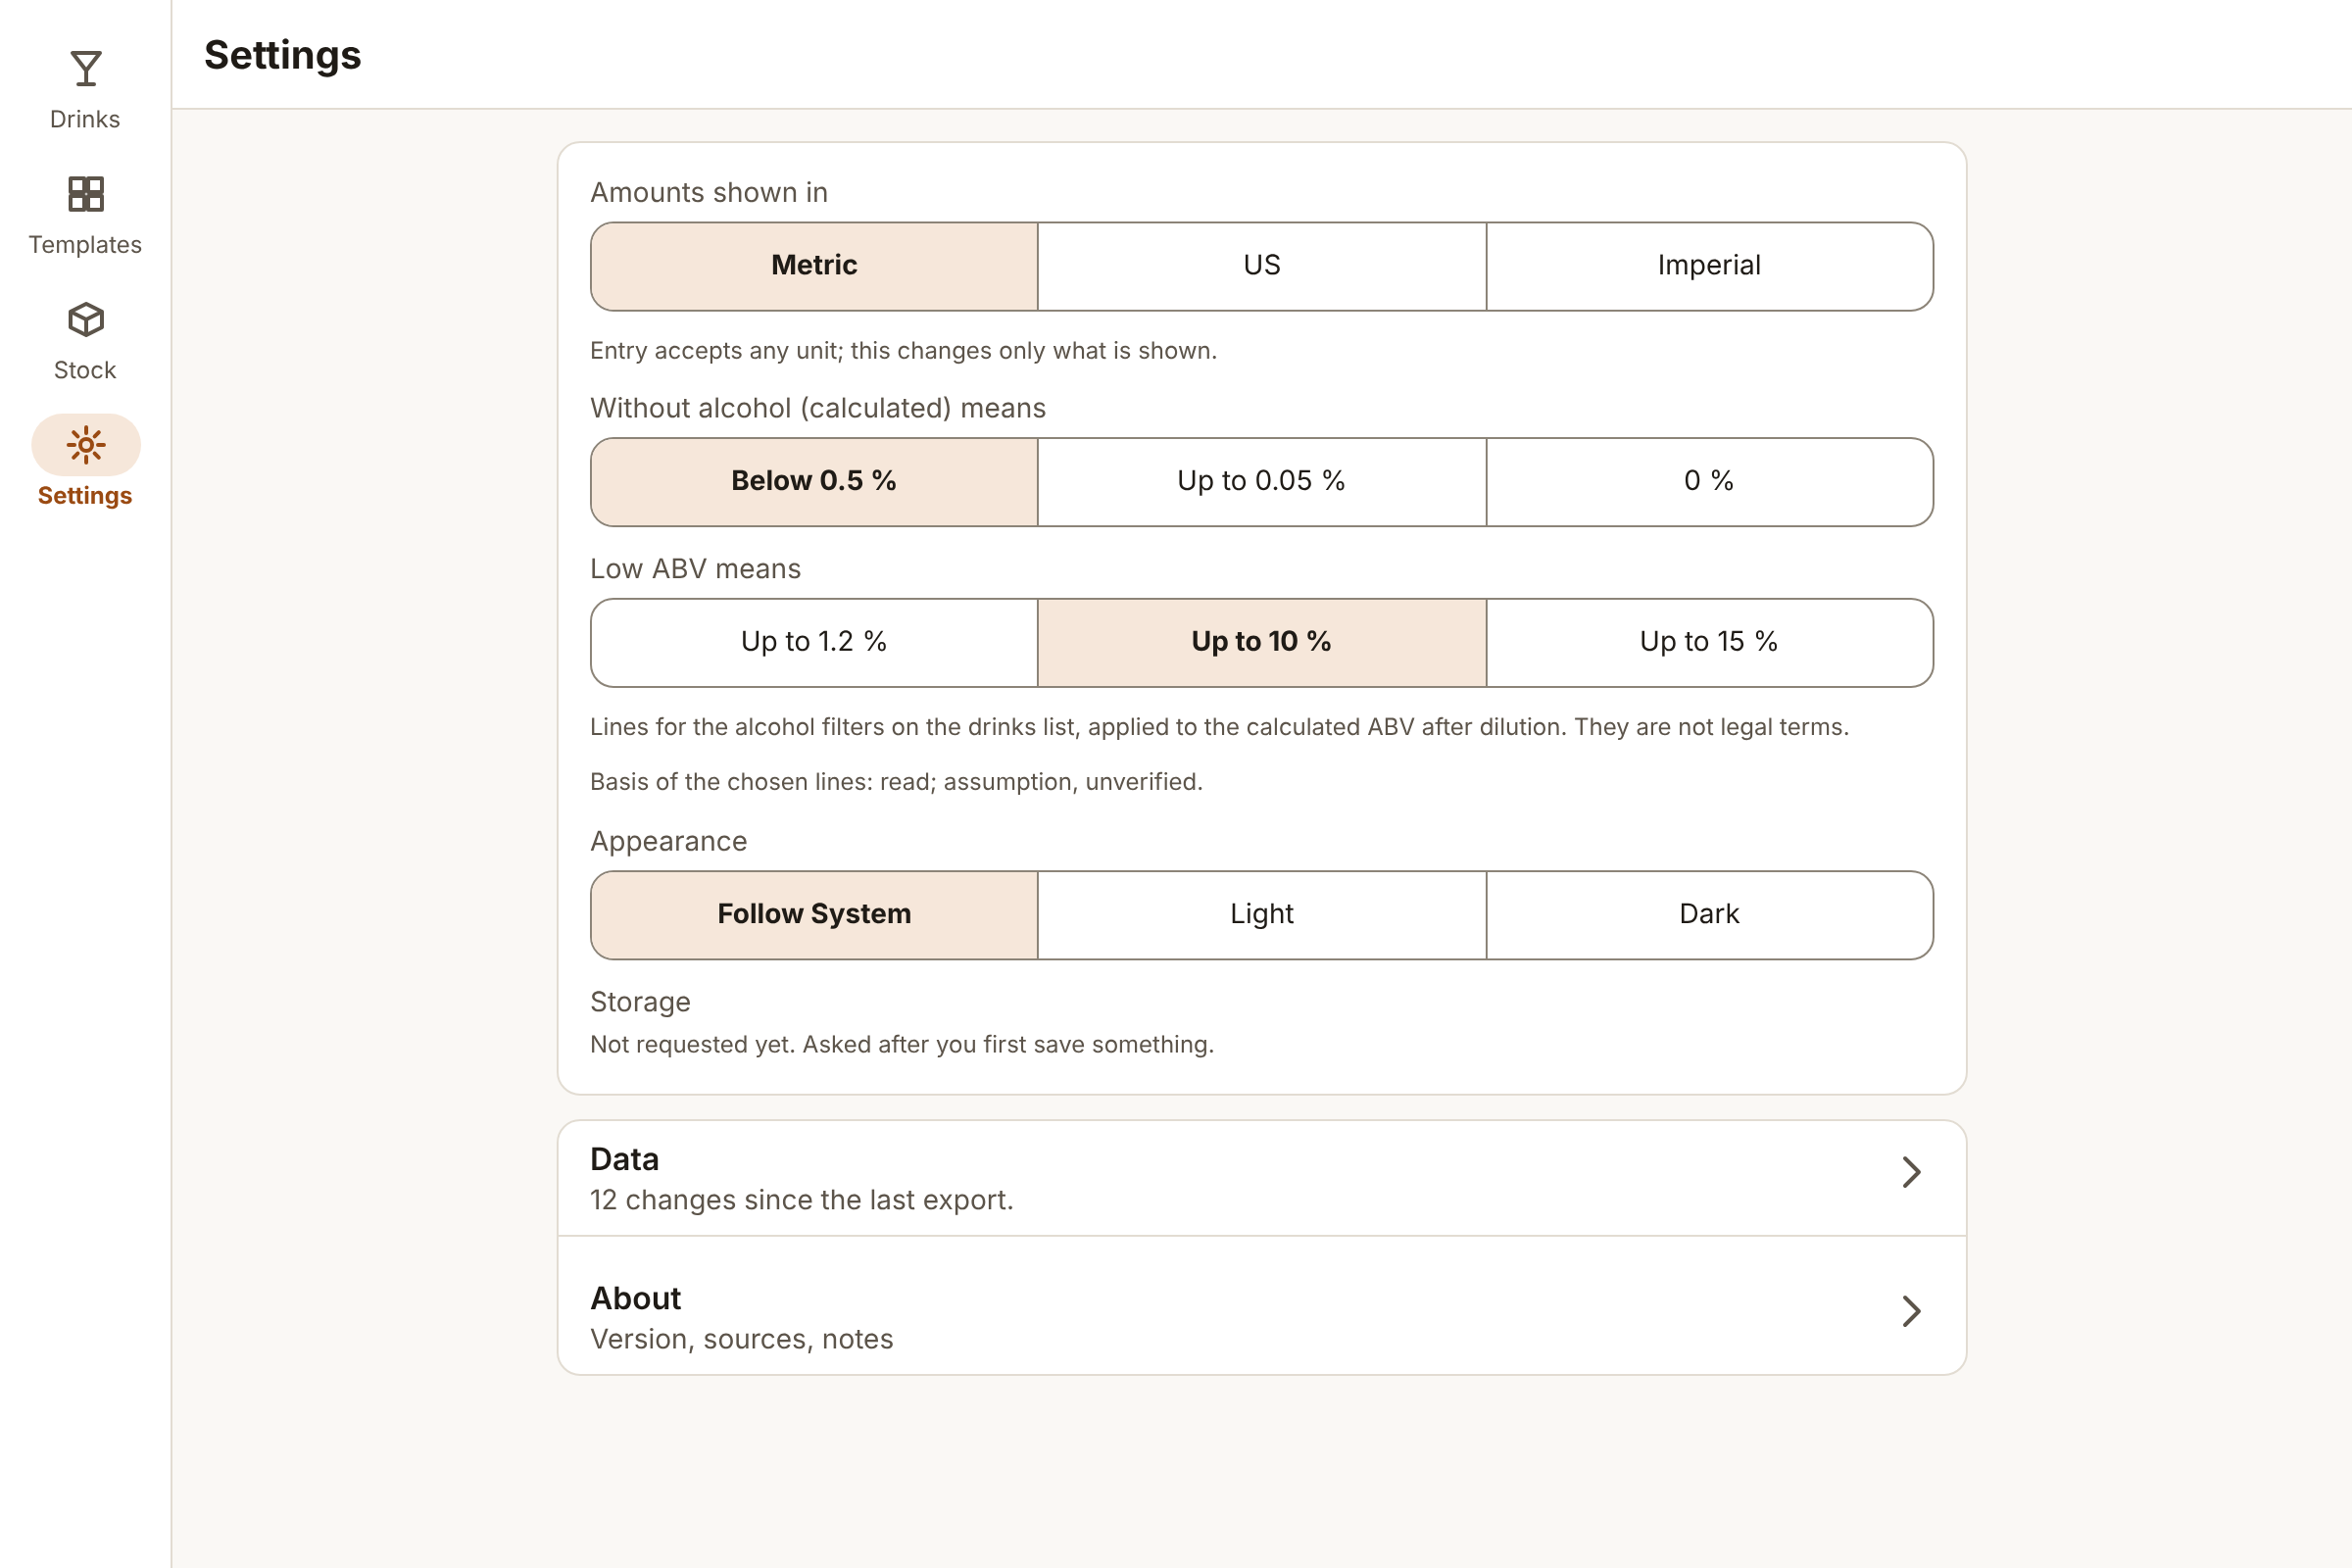 Settings
Drinks
Templates
Stock
Settings
Amounts shown in
Metric
US
Imperial
Entry accepts any unit; this changes only what is shown.
Without alcohol (calculated) means
Below 0.5 %
Up to 0.05 %
0 %
Low ABV means
Up to 1.2 %
Up to 10 %
Up to 15 %
Lines for the alcohol filters on the drinks list, applied to the calculated ABV after dilution. They are not legal terms.
Basis of the chosen lines: read; assumption, unverified.
Appearance
Follow System
Light
Dark
Storage
Not requested yet. Asked after you first save something.
Data
12 changes since the last export.
About
Version, sources, notes